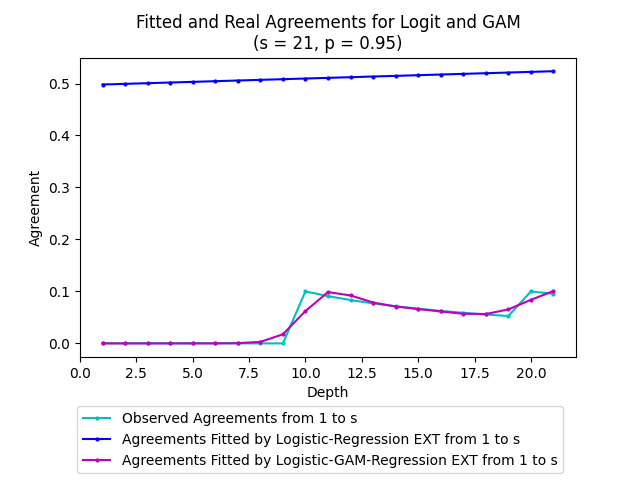 Fitted and Real Agreements for Logit and GAM
(s = 21, p = 0.95)
0.5
0.4
0.3
0.2
0.1
0.0
Agreement
0.0 2.5 5.0 7.5 10.0 12.5 15.0 17.5 20.0
Depth
Observed Agreements from 1 to s
Agreements Fitted by Logistic-Regression EXT from 1 to s
Agreements Fitted by Logistic-GAM-Regression EXT from 1 to s